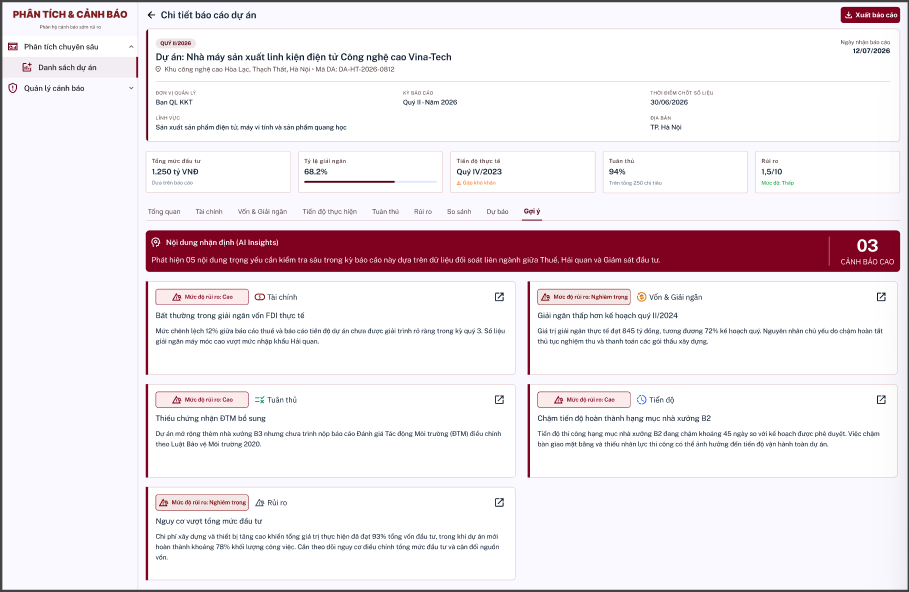 PHÂN TÍCH & CẢNH BÁO
Phân hệ cảnh báo sớm rủi ro
Phân tích chuyên sâu
Danh sách dự án
Quản lý cảnh báo
Chi tiết báo cáo dự án
Xuất báo cáo
QUÝ II/2026
Dự án: Nhà máy sản xuất linh kiện điện tử Công nghệ cao Vina-Tech
Khu công nghệ cao Hòa Lạc, Thạch Thất, Hà Nội • Mã DA: DA-HT-2026-0812
Ngày nhận báo cáo
12/07/2026
ĐƠN VỊ QUẢN LÝ
Ban QL KKT
KỲ BÁO CÁO
Quý II - Năm 2026
THỜI ĐIỂM CHỐT SỐ LIỆU
30/06/2026
LĨNH VỰC
Sản xuất sản phẩm điện tử, máy vi tính và sản phẩm quang học
ĐỊA BÀN
TP. Hà Nội
Tổng mức đầu tư
1.250 tỷ VNĐ
Dựa trên báo cáo
Tỷ lệ giải ngân
68.2%
Tiến độ thực tế
Quý IV/2023
Gặp khó khăn
Tuân thủ
94%
Trên tổng 250 chỉ tiêu
Rủi ro
1,5/10
Mức độ: Thấp
Tổng quan
Tài chính
Vốn & Giải ngân
Tiến độ thực hiện
Tuân thủ
Rủi ro
So sánh
Dự báo
Gợi ý
Nội dung nhận định (AI Insights)
Phát hiện 05 nội dung trọng yếu cần kiểm tra sâu trong kỳ báo cáo này dựa trên dữ liệu đối soát liên ngành giữa Thuế, Hải quan và Giám sát đầu tư.
03
CẢNH BÁO CAO
Mức độ rủi ro: Cao
Tài chính
Bất thường trong giải ngân vốn FDI thực tế
Mức chênh lệch 12% giữa báo cáo thuế và báo cáo tiến độ dự án chưa được giải trình rõ ràng trong kỳ quý 3. Số liệu
giải ngân máy móc cao vượt mức nhập khẩu Hải quan.
Mức độ rủi ro: Nghiêm trọng
Vốn & Giải ngân
Giải ngân thấp hơn kế hoạch quý II/2024
Giá trị giải ngân thực tế đạt 845 tỷ đồng, tương đương 72% kế hoạch quý. Nguyên nhân chủ yếu do chậm hoàn tất
thủ tục nghiệm thu và thanh toán các gói thầu xây dựng.
Mức độ rủi ro: Cao
Tuân thủ
Thiếu chứng nhận ĐTM bổ sung
Dự án mở rộng thêm nhà xưởng B3 nhưng chưa trình nộp báo cáo Đánh giá Tác động Môi trường (ĐTM) điều chỉnh
theo Luật Bảo vệ Môi trường 2020.
Mức độ rủi ro: Cao
Tiến độ
Chậm tiến độ hoàn thành hạng mục nhà xưởng B2
Tiến độ thi công hạng mục nhà xưởng B2 đang chậm khoảng 45 ngày so với kế hoạch được phê duyệt. Việc chậm
bàn giao mặt bằng và thiếu nhân lực thi công có thể ảnh hưởng đến tiến độ vận hành toàn dự án.
Mức độ rủi ro: Nghiêm trọng
Rủi ro
Nguy cơ vượt tổng mức đầu tư
Chi phí xây dựng và thiết bị tăng cao khiến tổng giá trị thực hiện đã đạt 93% tổng vốn đầu tư, trong khi dự án mới
hoàn thành khoảng 78% khối lượng công việc. Cần theo dõi nguy cơ điều chỉnh tổng mức đầu tư và cân đối nguồn
vốn.